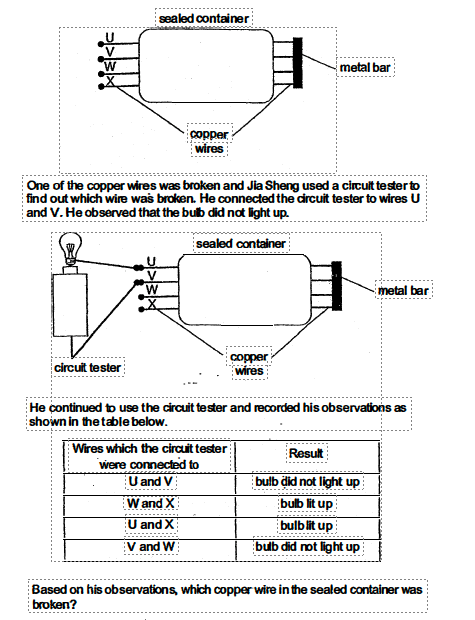 sealed container
U
V
W
X
metal bar
copper
wires
One of the copper wires was broken and Jia Sheng used a circuit tester to
find out which wire was broken. He connected the circuit tester to wires U
and V. He observed that the bulb did not light up.
sealed container
U
V
W
X
metal bar
circuit tester
copper
wires
He continued to use the circuit tester and recorded his observations as
shown in the table below.
Wires which the circuit tester
were connected to
Result
U and V
bulb did not light up
W and X
bulb lit up
U and X
bulb lit up
V and W
bulb did not light up
Based on his observations, which copper wire in the sealed container was
broken?